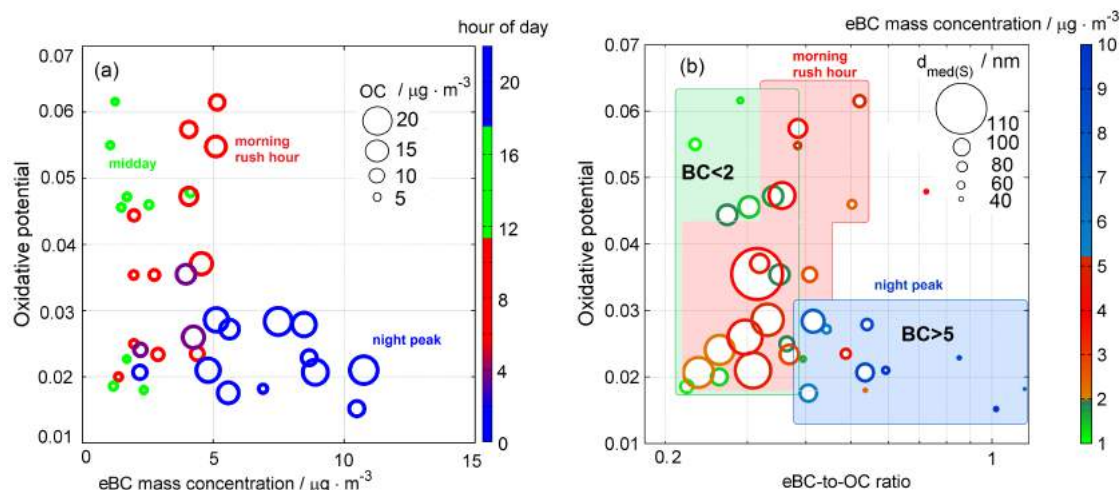 hour of day
eBC mass concentration / μg · m⁻³
0.07
(a)
OC / μg · m⁻³
20
15
10
5
midday
morning
rush hour
night peak
0.06
0.05
0.04
0.03
0.02
0.01
Oxidative potential
0
5
10
15
eBC mass concentration / μg · m⁻³
20
16
12
8
4
0
0.07
(b)
morning
rush hour
d med(S) / nm
110
100
80
60
40
BC<2
night peak
BC>5
0.06
0.05
0.04
0.03
0.02
0.01
Oxidative potential
0.2
1
eBC-to-OC ratio
10
9
8
7
6
5
4
3
2
1